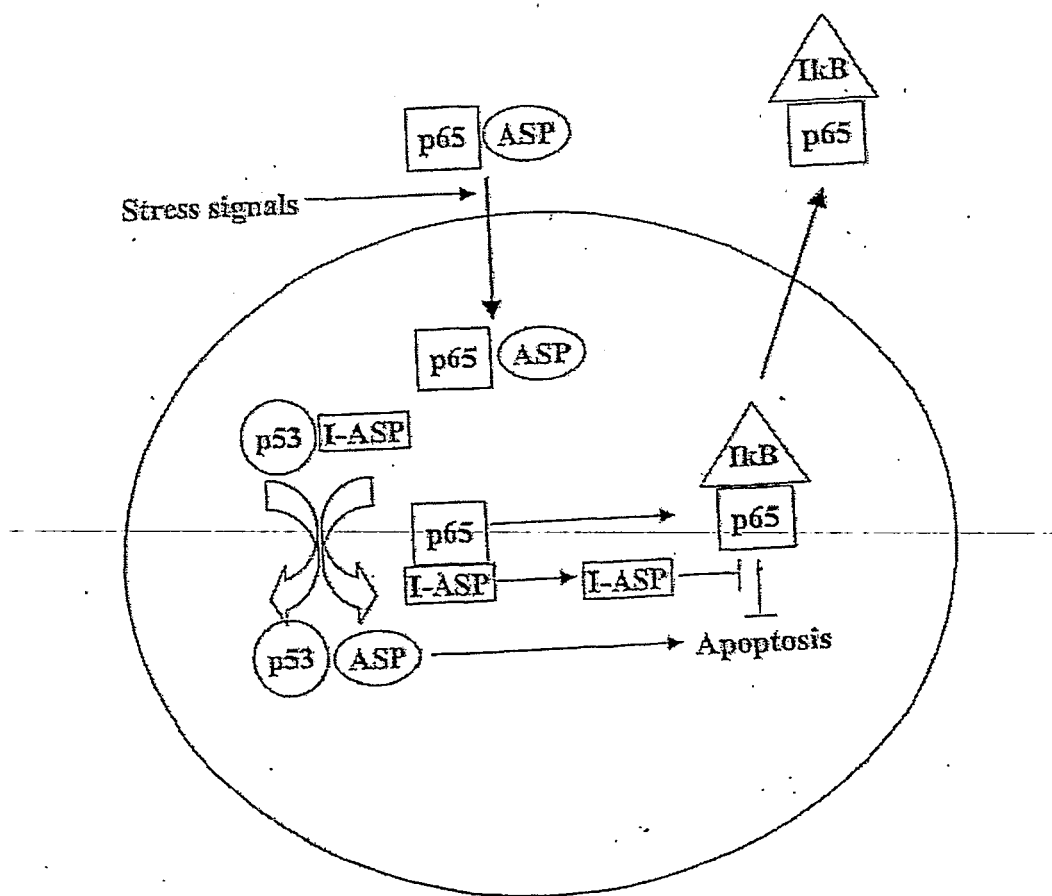 IkB
p65
p65 ASP
Stress signals
p65 ASP
p53 I-ASP
IkB
p65
p65
I-ASP
I-ASP
p53 ASP
Apoptosis